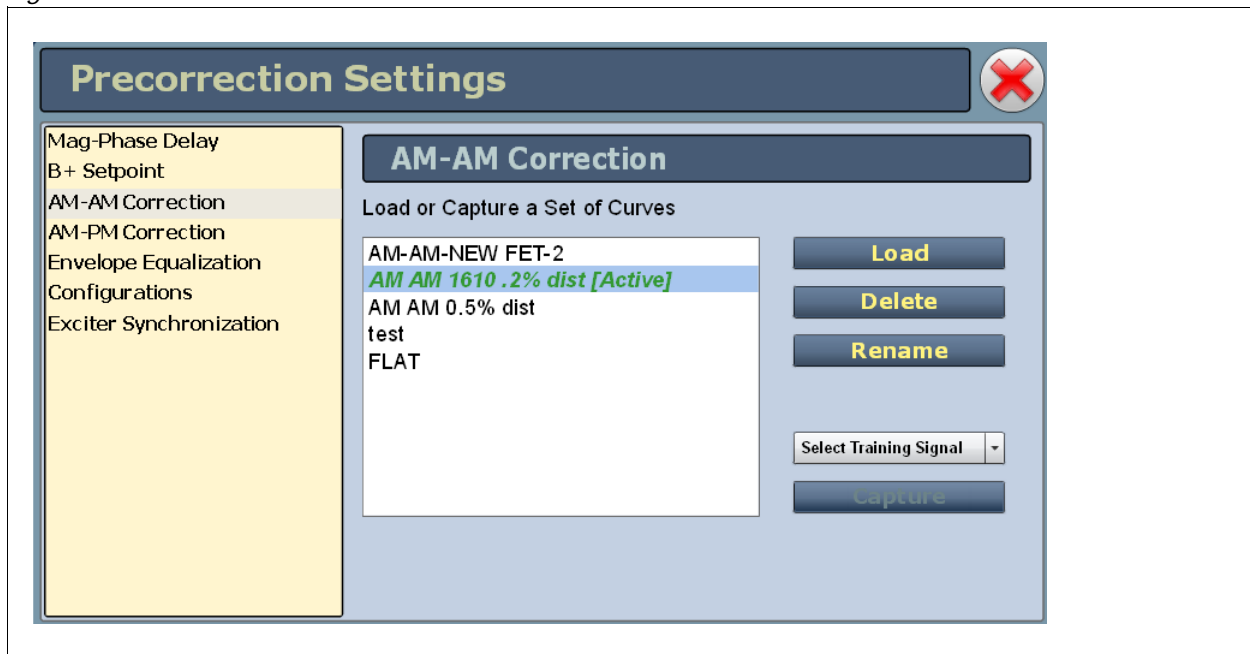 Precorrection Settings
Mag-Phase Delay
B+ Setpoint
AM-AM Correction
AM-PM Correction
Envelope Equalization
Configurations
Exciter Synchronization
AM-AM Correction
Load or Capture a Set of Curves
AM-AM-NEW FET-2
AM AM 1610 .2% dist [Active]
AM AM 0.5% dist
test
FLAT
Load
Delete
Rename
Select Training Signal
Capture